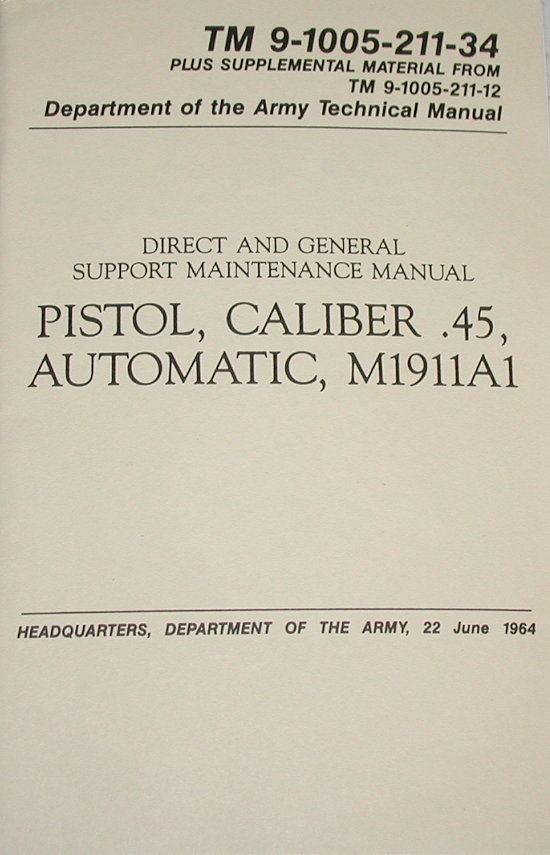 TM 9-1005-211-34
PLUS SUPPLEMENTAL MATERIAL FROM
TM 9-1005-211-12
Department of the Army Technical Manual
DIRECT AND GENERAL
SUPPORT MAINTENANCE MANUAL
PISTOL, CALIBER .45,
AUTOMATIC, M1911A1
HEADQUARTERS, DEPARTMENT OF THE ARMY, 22 June 1964